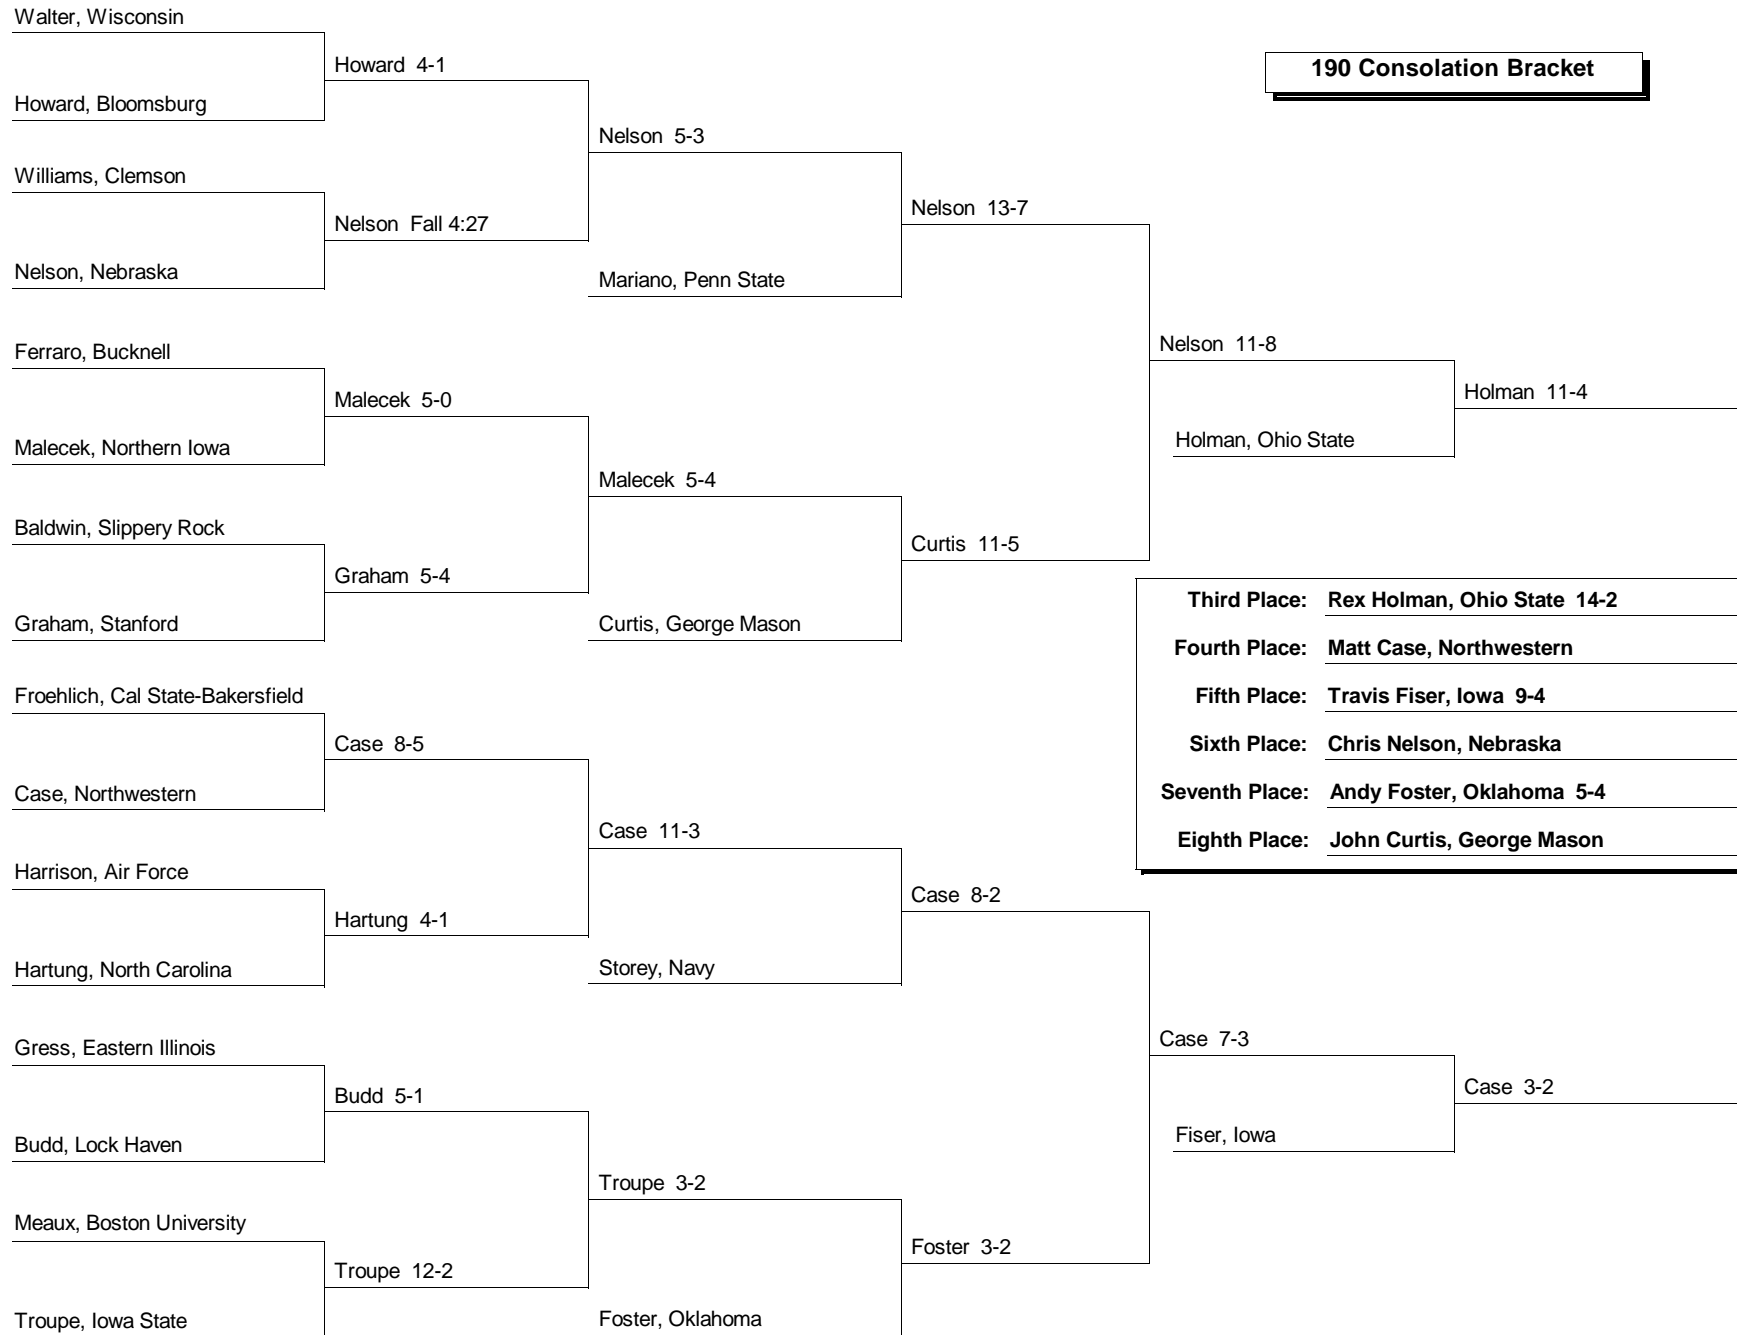 Walter, Wisconsin
190 Consolation Bracket
Howard 4-1
Howard, Bloomsburg
Nelson 5-3
Williams, Clemson
Nelson 13-7
Nelson Fall 4:27
Nelson, Nebraska
Mariano, Penn State
Nelson 11-8
Ferraro, Bucknell
Holman 11-4
Malecek 5-0
Holman, Ohio State
Malecek, Northern Iowa
Malecek 5-4
Baldwin, Slippery Rock
Curtis 11-5
Graham 5-4
Graham, Stanford
Curtis, George Mason
Third Place: Rex Holman, Ohio State 14-2
Fourth Place: Matt Case, Northwestern
Fifth Place: Travis Fiser, Iowa 9-4
Sixth Place: Chris Nelson, Nebraska
Seventh Place: Andy Foster, Oklahoma 5-4
Eighth Place: John Curtis, George Mason
Froehlich, Cal State-Bakersfield
Case 8-5
Case, Northwestern
Case 11-3
Harrison, Air Force
Case 8-2
Hartung 4-1
Hartung, North Carolina
Storey, Navy
Case 7-3
Gress, Eastern Illinois
Case 3-2
Budd 5-1
Fiser, Iowa
Budd, Lock Haven
Troupe 3-2
Meaux, Boston University
Foster 3-2
Troupe 12-2
Troupe, Iowa State
Foster, Oklahoma